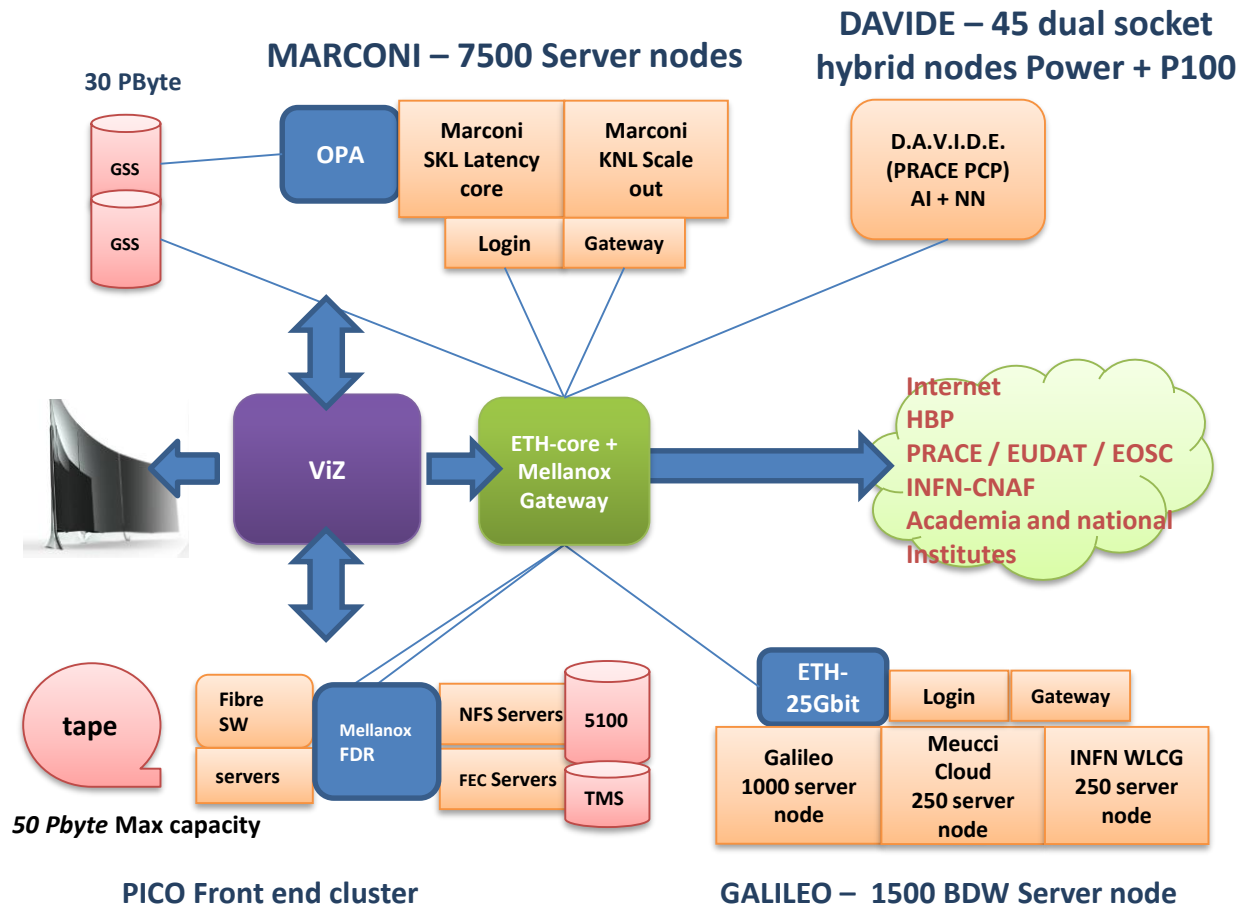 DAVIDE – 45 dual socket
hybrid nodes Power + P100
MARCONI – 7500 Server nodes
30 PByte
GSS
GSS
OPA
Marconi
SKL Latency
core
Marconi
KNL Scale
out
Login
Gateway
D.A.V.I.D.E.
(PRACE PCP)
AI + NN
ViZ
ETH-core +
Mellanox
Gateway
Internet
HBP
PRACE / EUDAT / EOSC
INFN-CNAF
Academia and national
Institutes
tape
50 Pbyte Max capacity
Fibre
SW
servers
Mellanox
FDR
NFS Servers
FEC Servers
5100
TMS
PICO Front end cluster
ETH-
25Gbit
Login
Gateway
Galileo
1000 server
node
Meucci
Cloud
250 server
node
INFN WLCG
250 server
node
GALILEO – 1500 BDW Server node